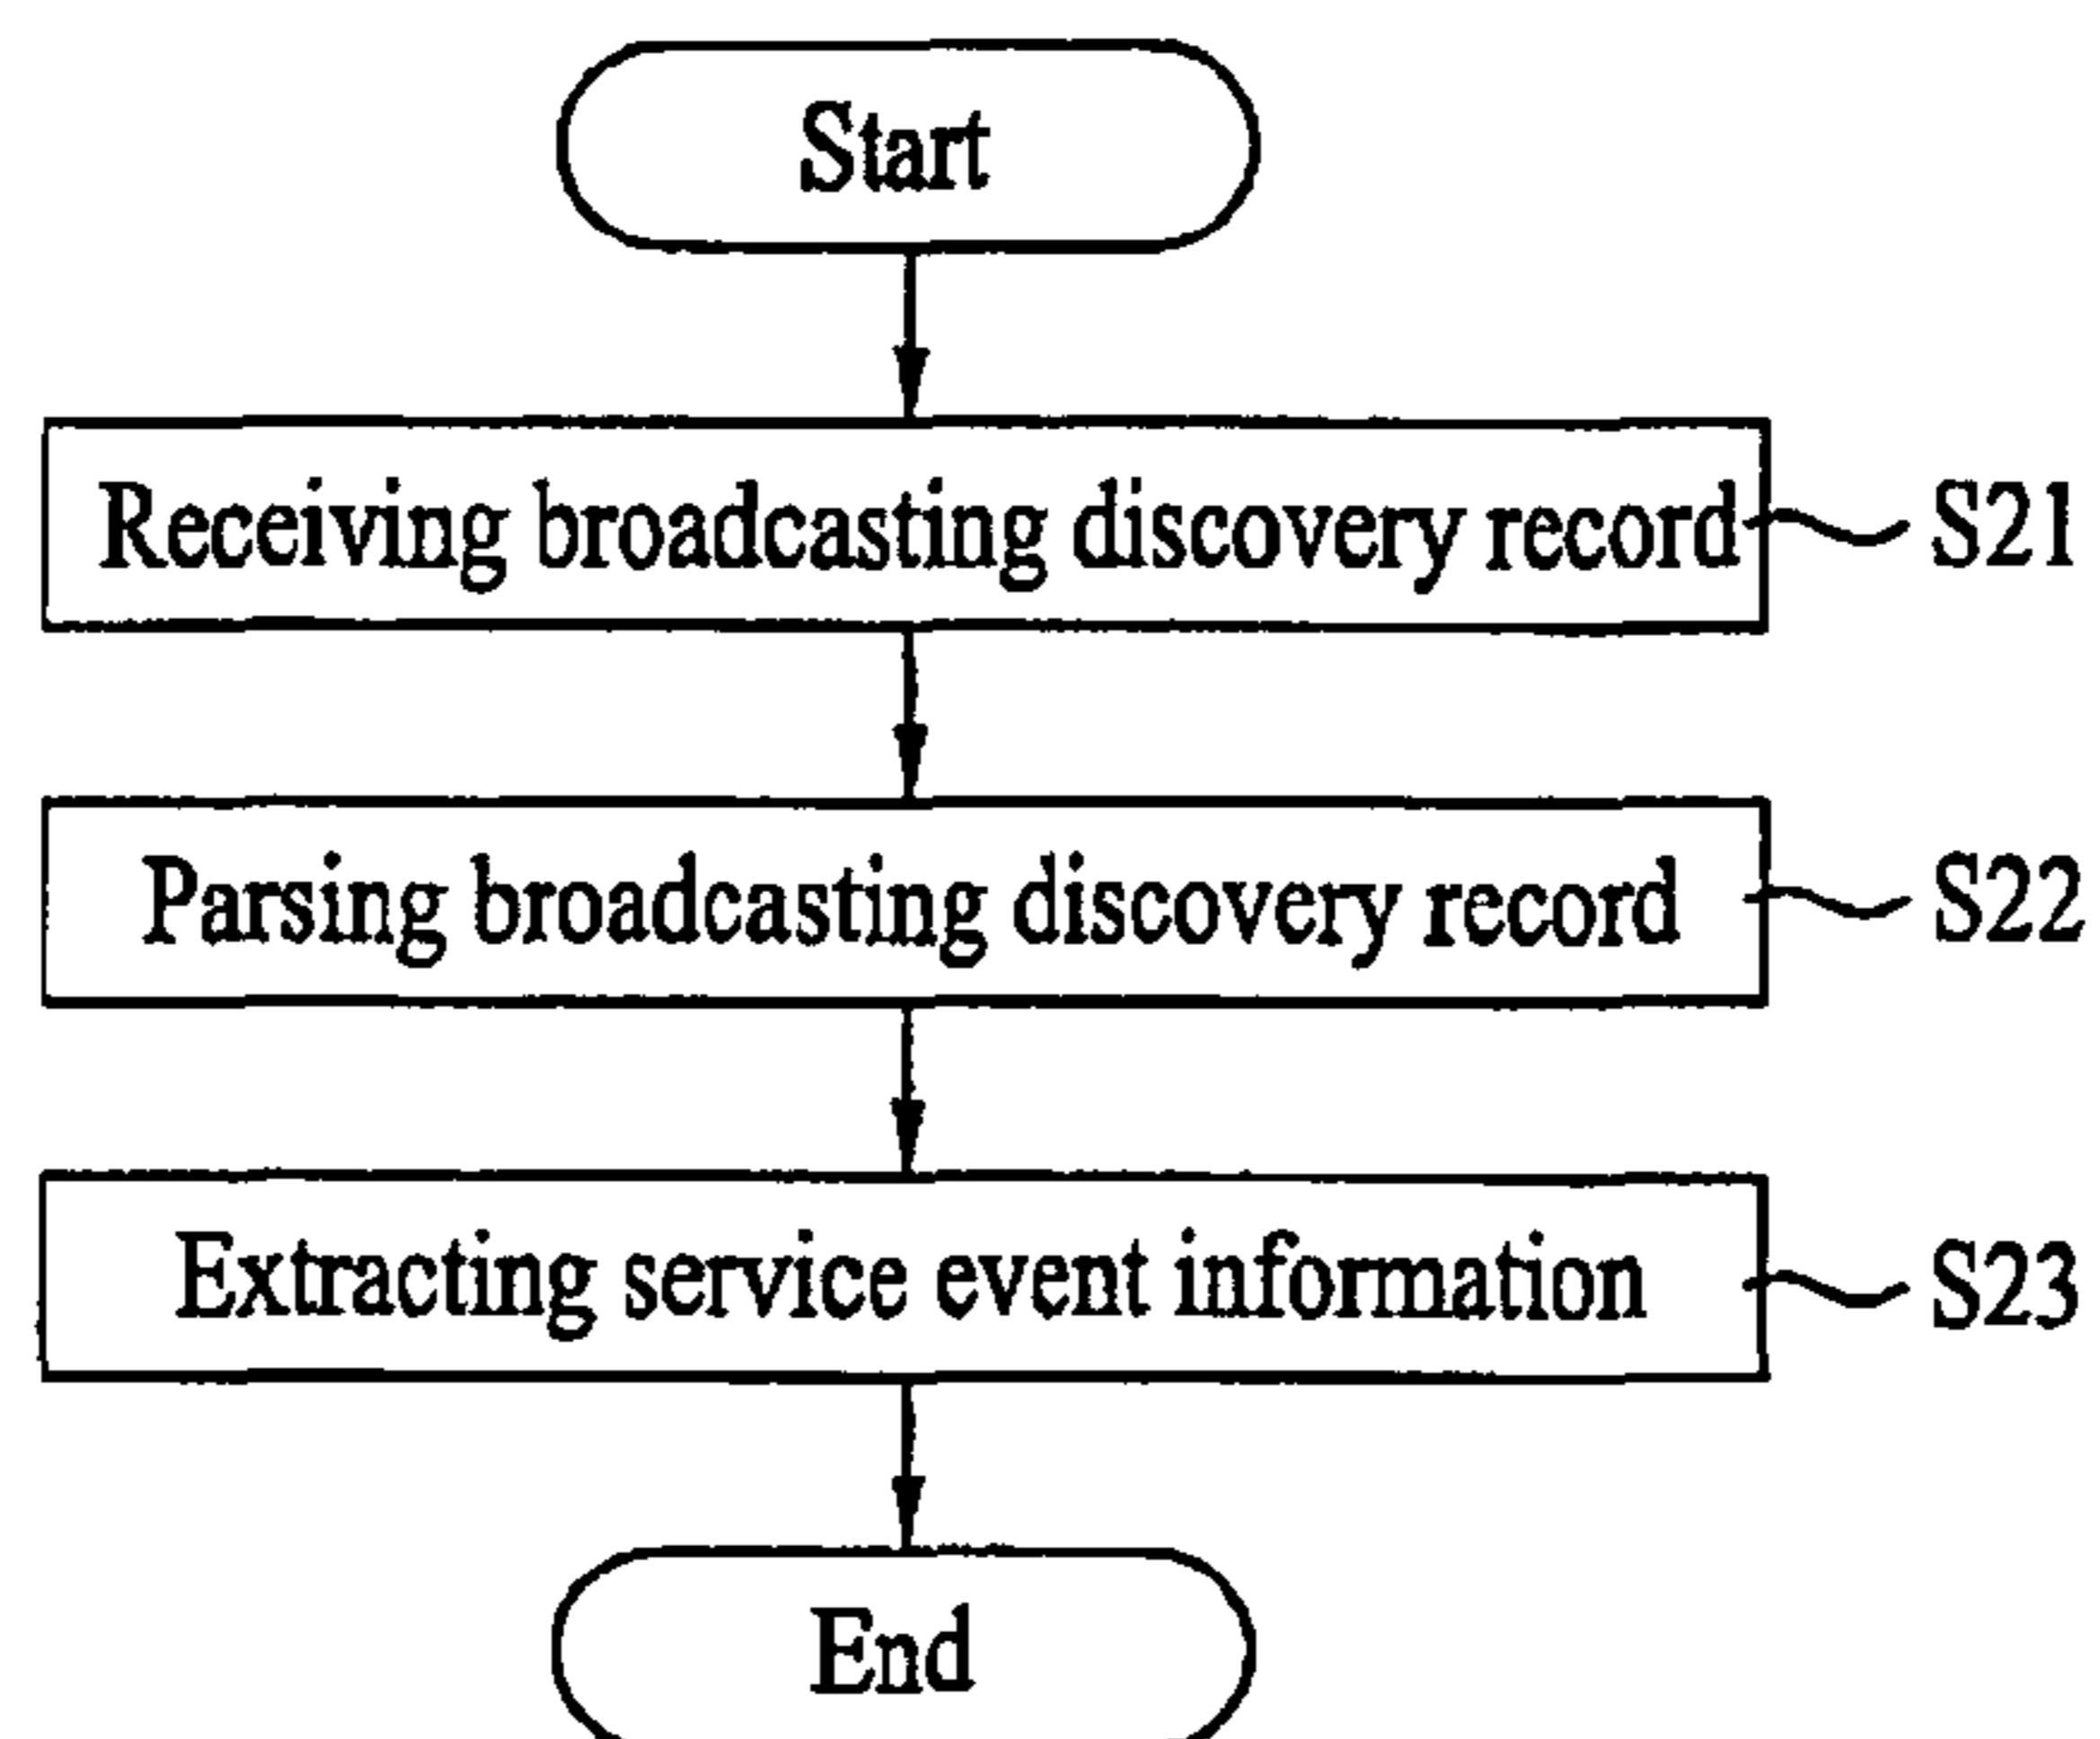 Start
Receiving broadcasting discovery record S21
Parsing broadcasting discovery record S22
Extracting service event information S23
End